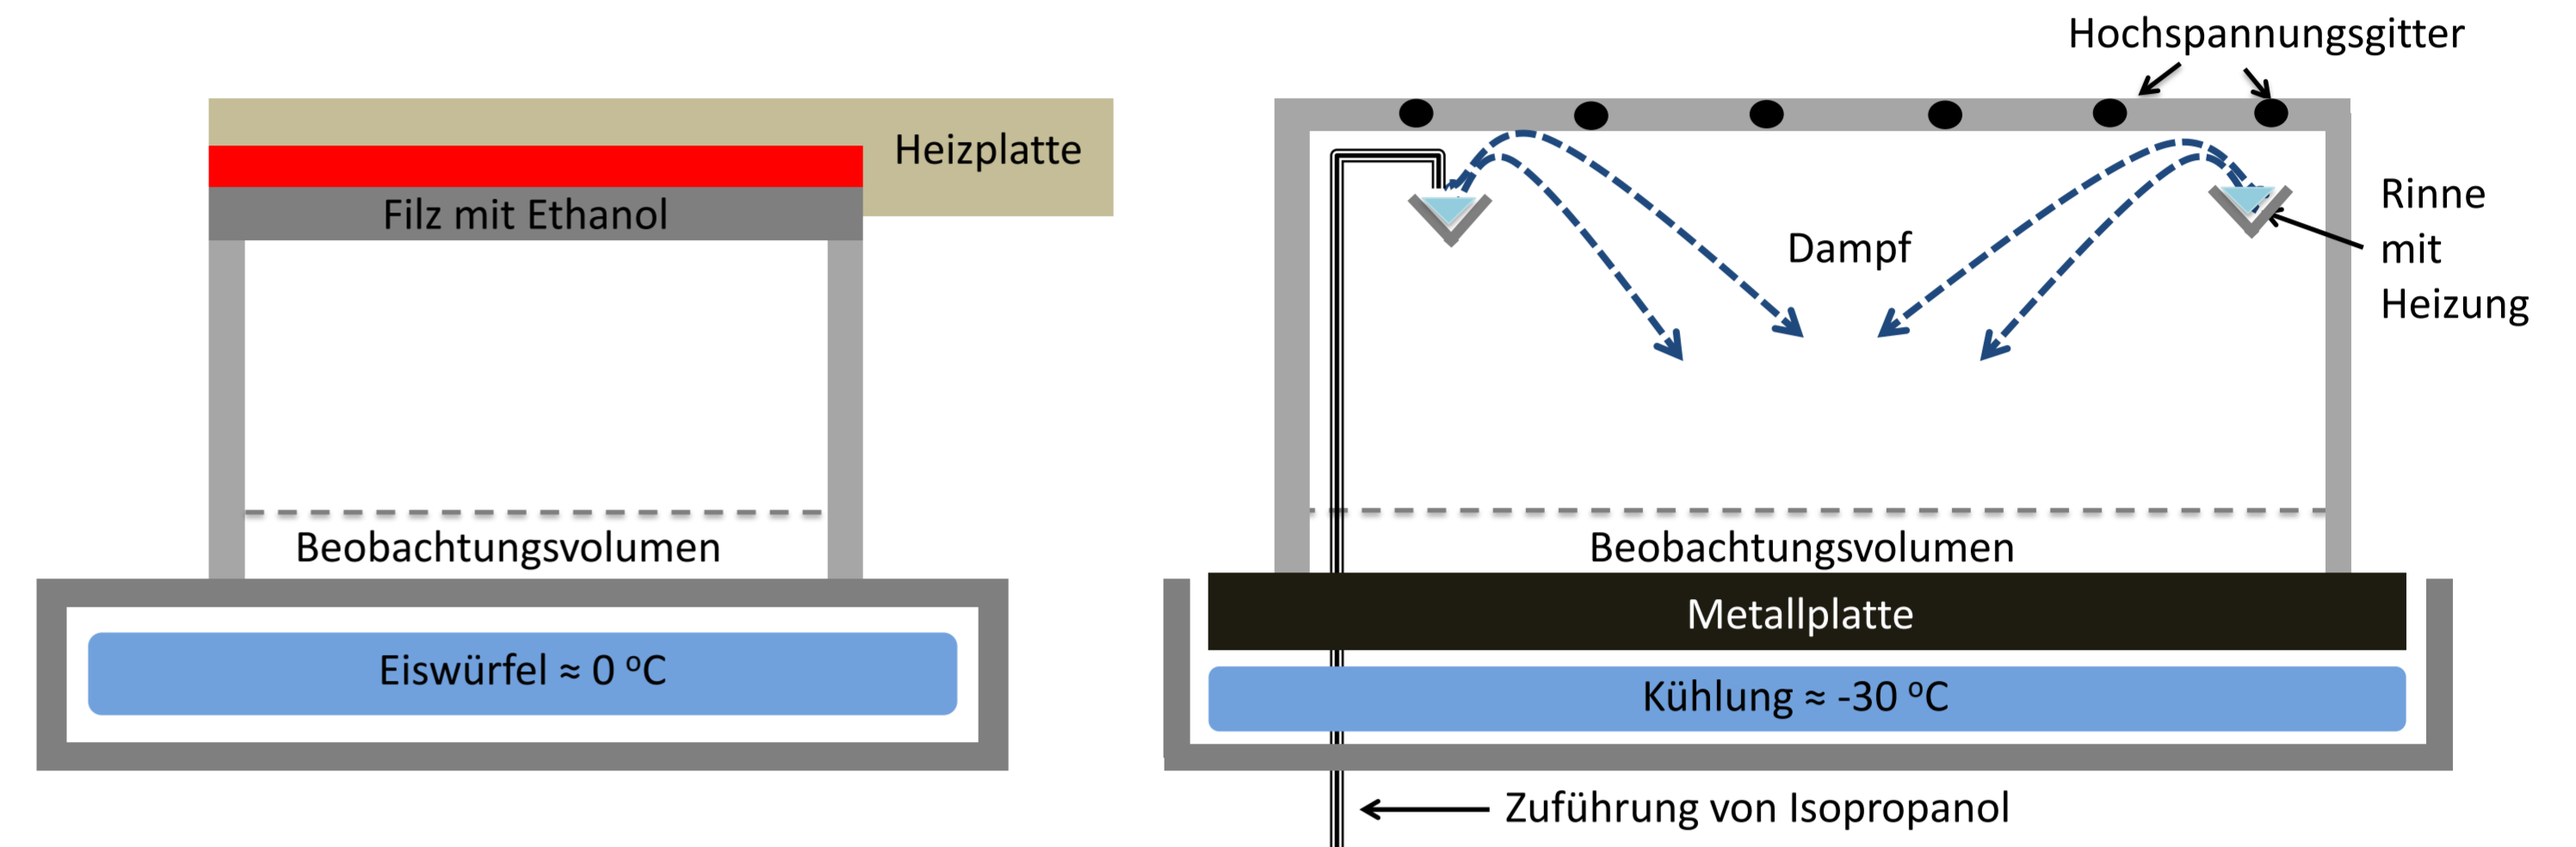 Heizplatte
Filz mit Ethanol
Beobachtungsvolumen
Eiswürfel ≈ 0 °C
Hochspannungsgitter
Rinne
mit
Heizung
Dampf
Beobachtungsvolumen
Metallplatte
Kühlung ≈ -30 °C
Zuführung von Isopropanol